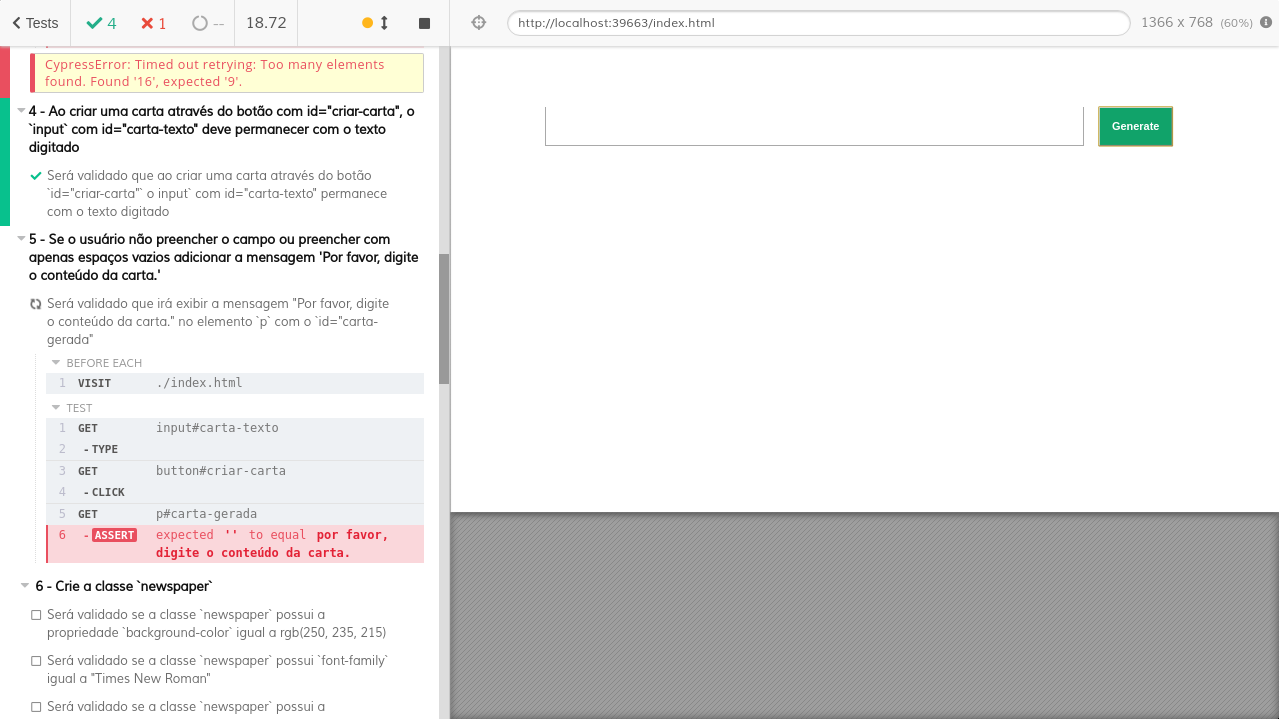 Tests 4 1 -- 18.72 http://localhost:39663/index.html 1366 x 768 (60%)
CypressError: Timed out retrying: Too many elements
found. Found '16', expected '9'.
4 - Ao criar uma carta através do botão com id="criar-carta", o
`input` com id="carta-texto" deve permanecer com o texto
digitado
Será validado que ao criar uma carta através do botão
`id="criar-carta"` o input` com id="carta-texto" permanece
com o texto digitado
5 - Se o usuário não preencher o campo ou preencher com
apenas espaços vazios adicionar a mensagem 'Por favor, digite
o conteúdo da carta.'
Será validado que irá exibir a mensagem "Por favor, digite
o conteúdo da carta." no elemento `p` com o `id="carta-
gerada"
BEFORE EACH
1 VISIT ./index.html
TEST
1 GET input#carta-texto
2 - TYPE
3 GET button#criar-carta
4 - CLICK
5 GET p#carta-gerada
6 - ASSERT expected '' to equal por favor,
digite o conteúdo da carta.
6 - Crie a classe `newspaper`
Será validado se a classe `newspaper` possui a
propriedade `background-color` igual a rgb(250, 235, 215)
Será validado se a classe `newspaper` possui `font-family`
igual a "Times New Roman"
Será validado se a classe `newspaper` possui a
Generate